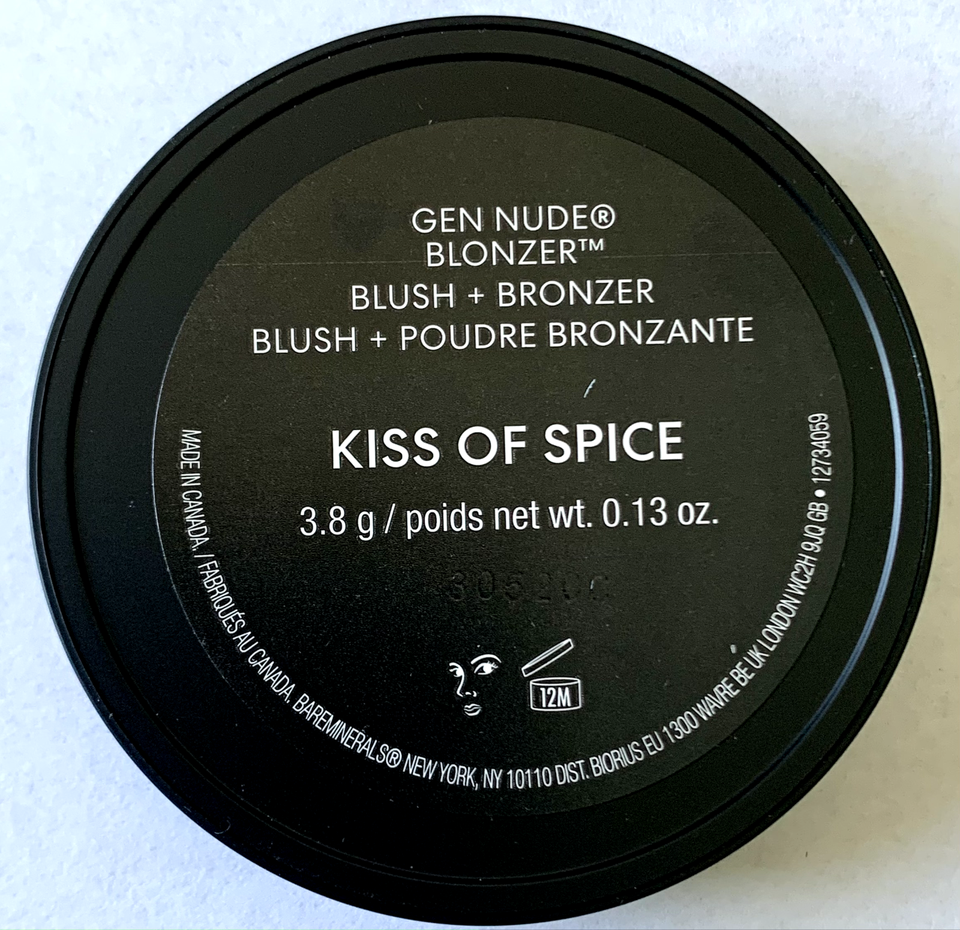 GEN NUDE®
BLONZER™
BLUSH + BRONZER
BLUSH + POUDRE BRONZANTE
KISS OF SPICE
3.8 g / poids net wt. 0.13 oz.
12M
MADE IN CANADA. / FABRIQUÉS AU CANADA. BAREMINERALS® NEW YORK, NY 10110 DIST. BIORIUS EU 1300 WAVRE BE UK LONDON WC2H 9JQ GB • 12734059